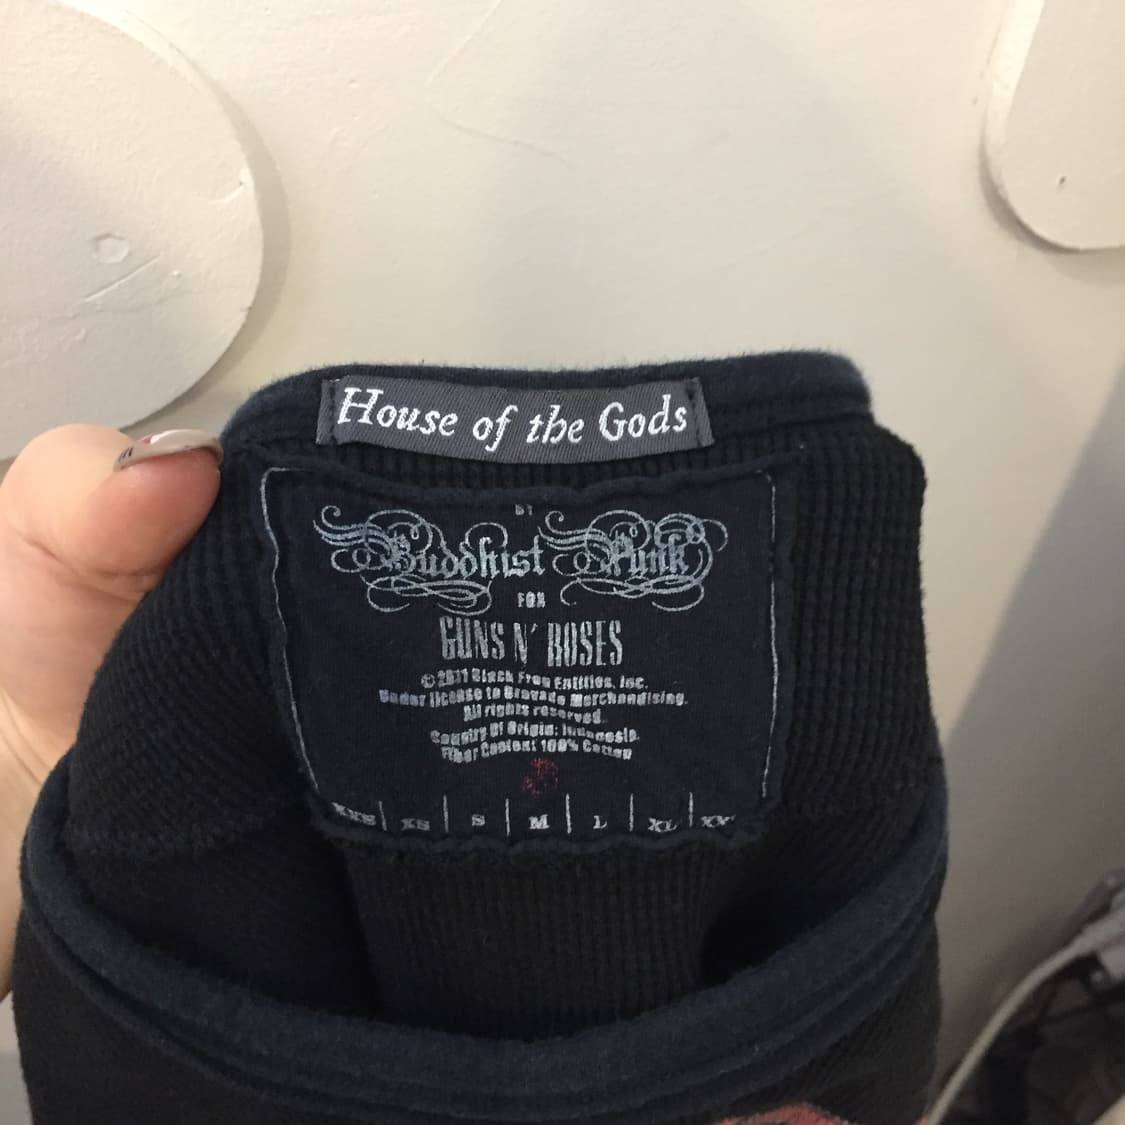 House of the Gods
BY
Buddhist Punk
FOR
GUNS N' ROSES
© 2011 Black Frog Entities, Inc.
Under license to Bravado Merchandising.
All rights reserved.
Country Of Origin: Indonesia.
Fiber Content 100% Cotton
XXS XS S M L XL